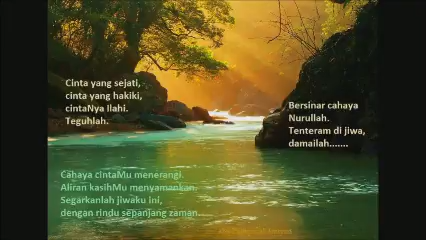 Cinta yang sejati,
cinta yang hakiki,
cintaNya Ilahi.
Teguhlah.
Bersinar cahaya
Nurullah.
Tenteram di jiwa,
damailah.......
Cahaya cintaMu menerangi.
Aliran kasihMu menyamankan.
Segarkanlah jiwaku ini,
dengan rindu sepanjang zaman...